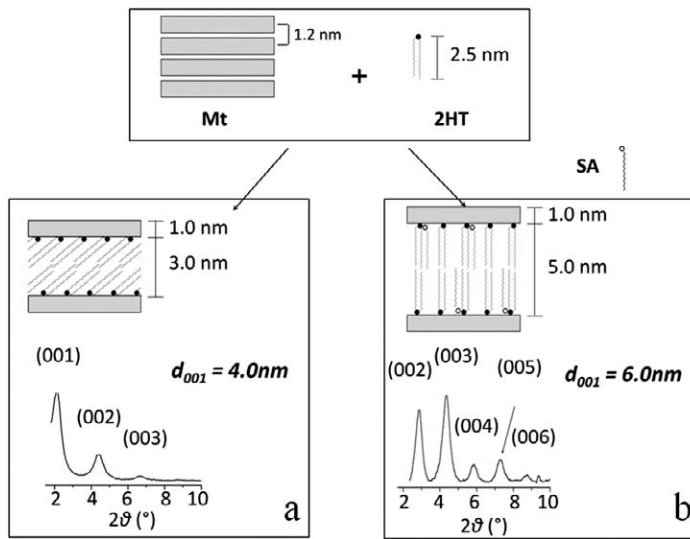 1.2 nm
+
2.5 nm
Mt
2HT
SA
1.0 nm
3.0 nm
(001)
d001 = 4.0nm
(002)
(003)
2 4 6 8 10
2ϑ (°)
a
1.0 nm
5.0 nm
(003)
(002)
(005)
d001 = 6.0nm
(004)
(006)
2 4 6 8 10
2ϑ (°)
b